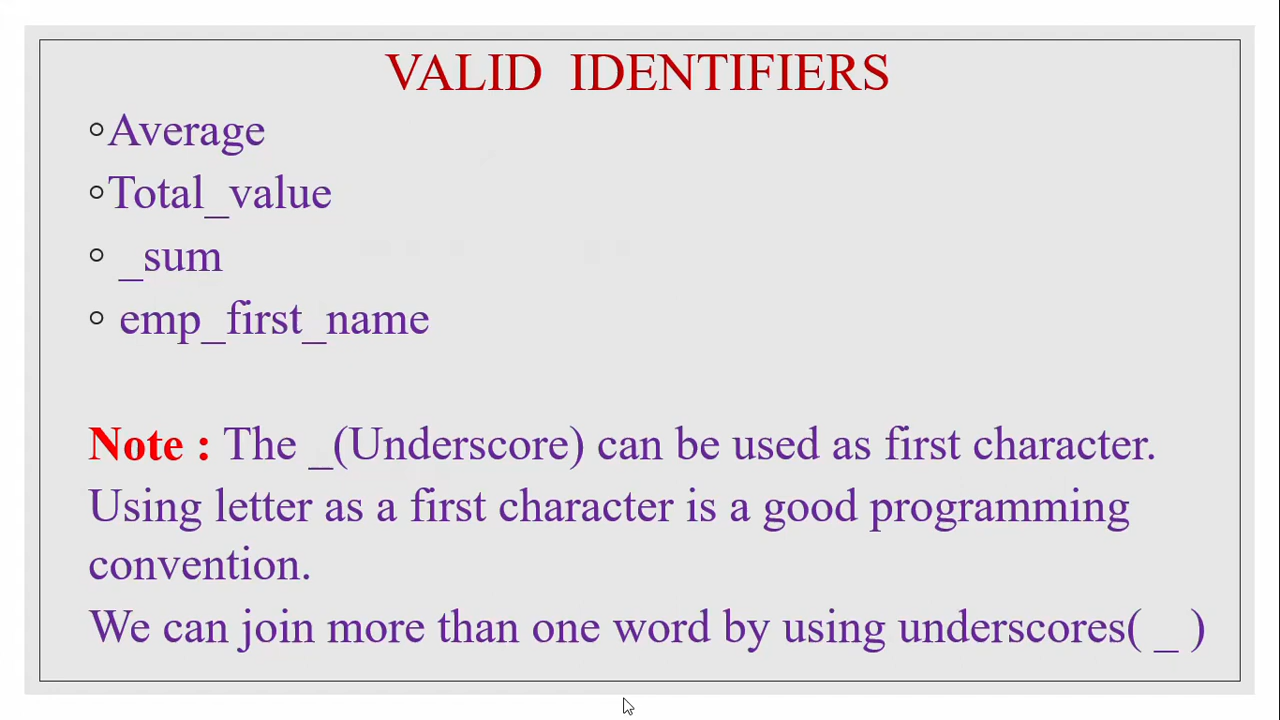 VALID IDENTIFIERS
Average
Total_value
_sum
emp_first_name
Note : The _(Underscore) can be used as first character.
Using letter as a first character is a good programming
convention.
We can join more than one word by using underscores( _ )